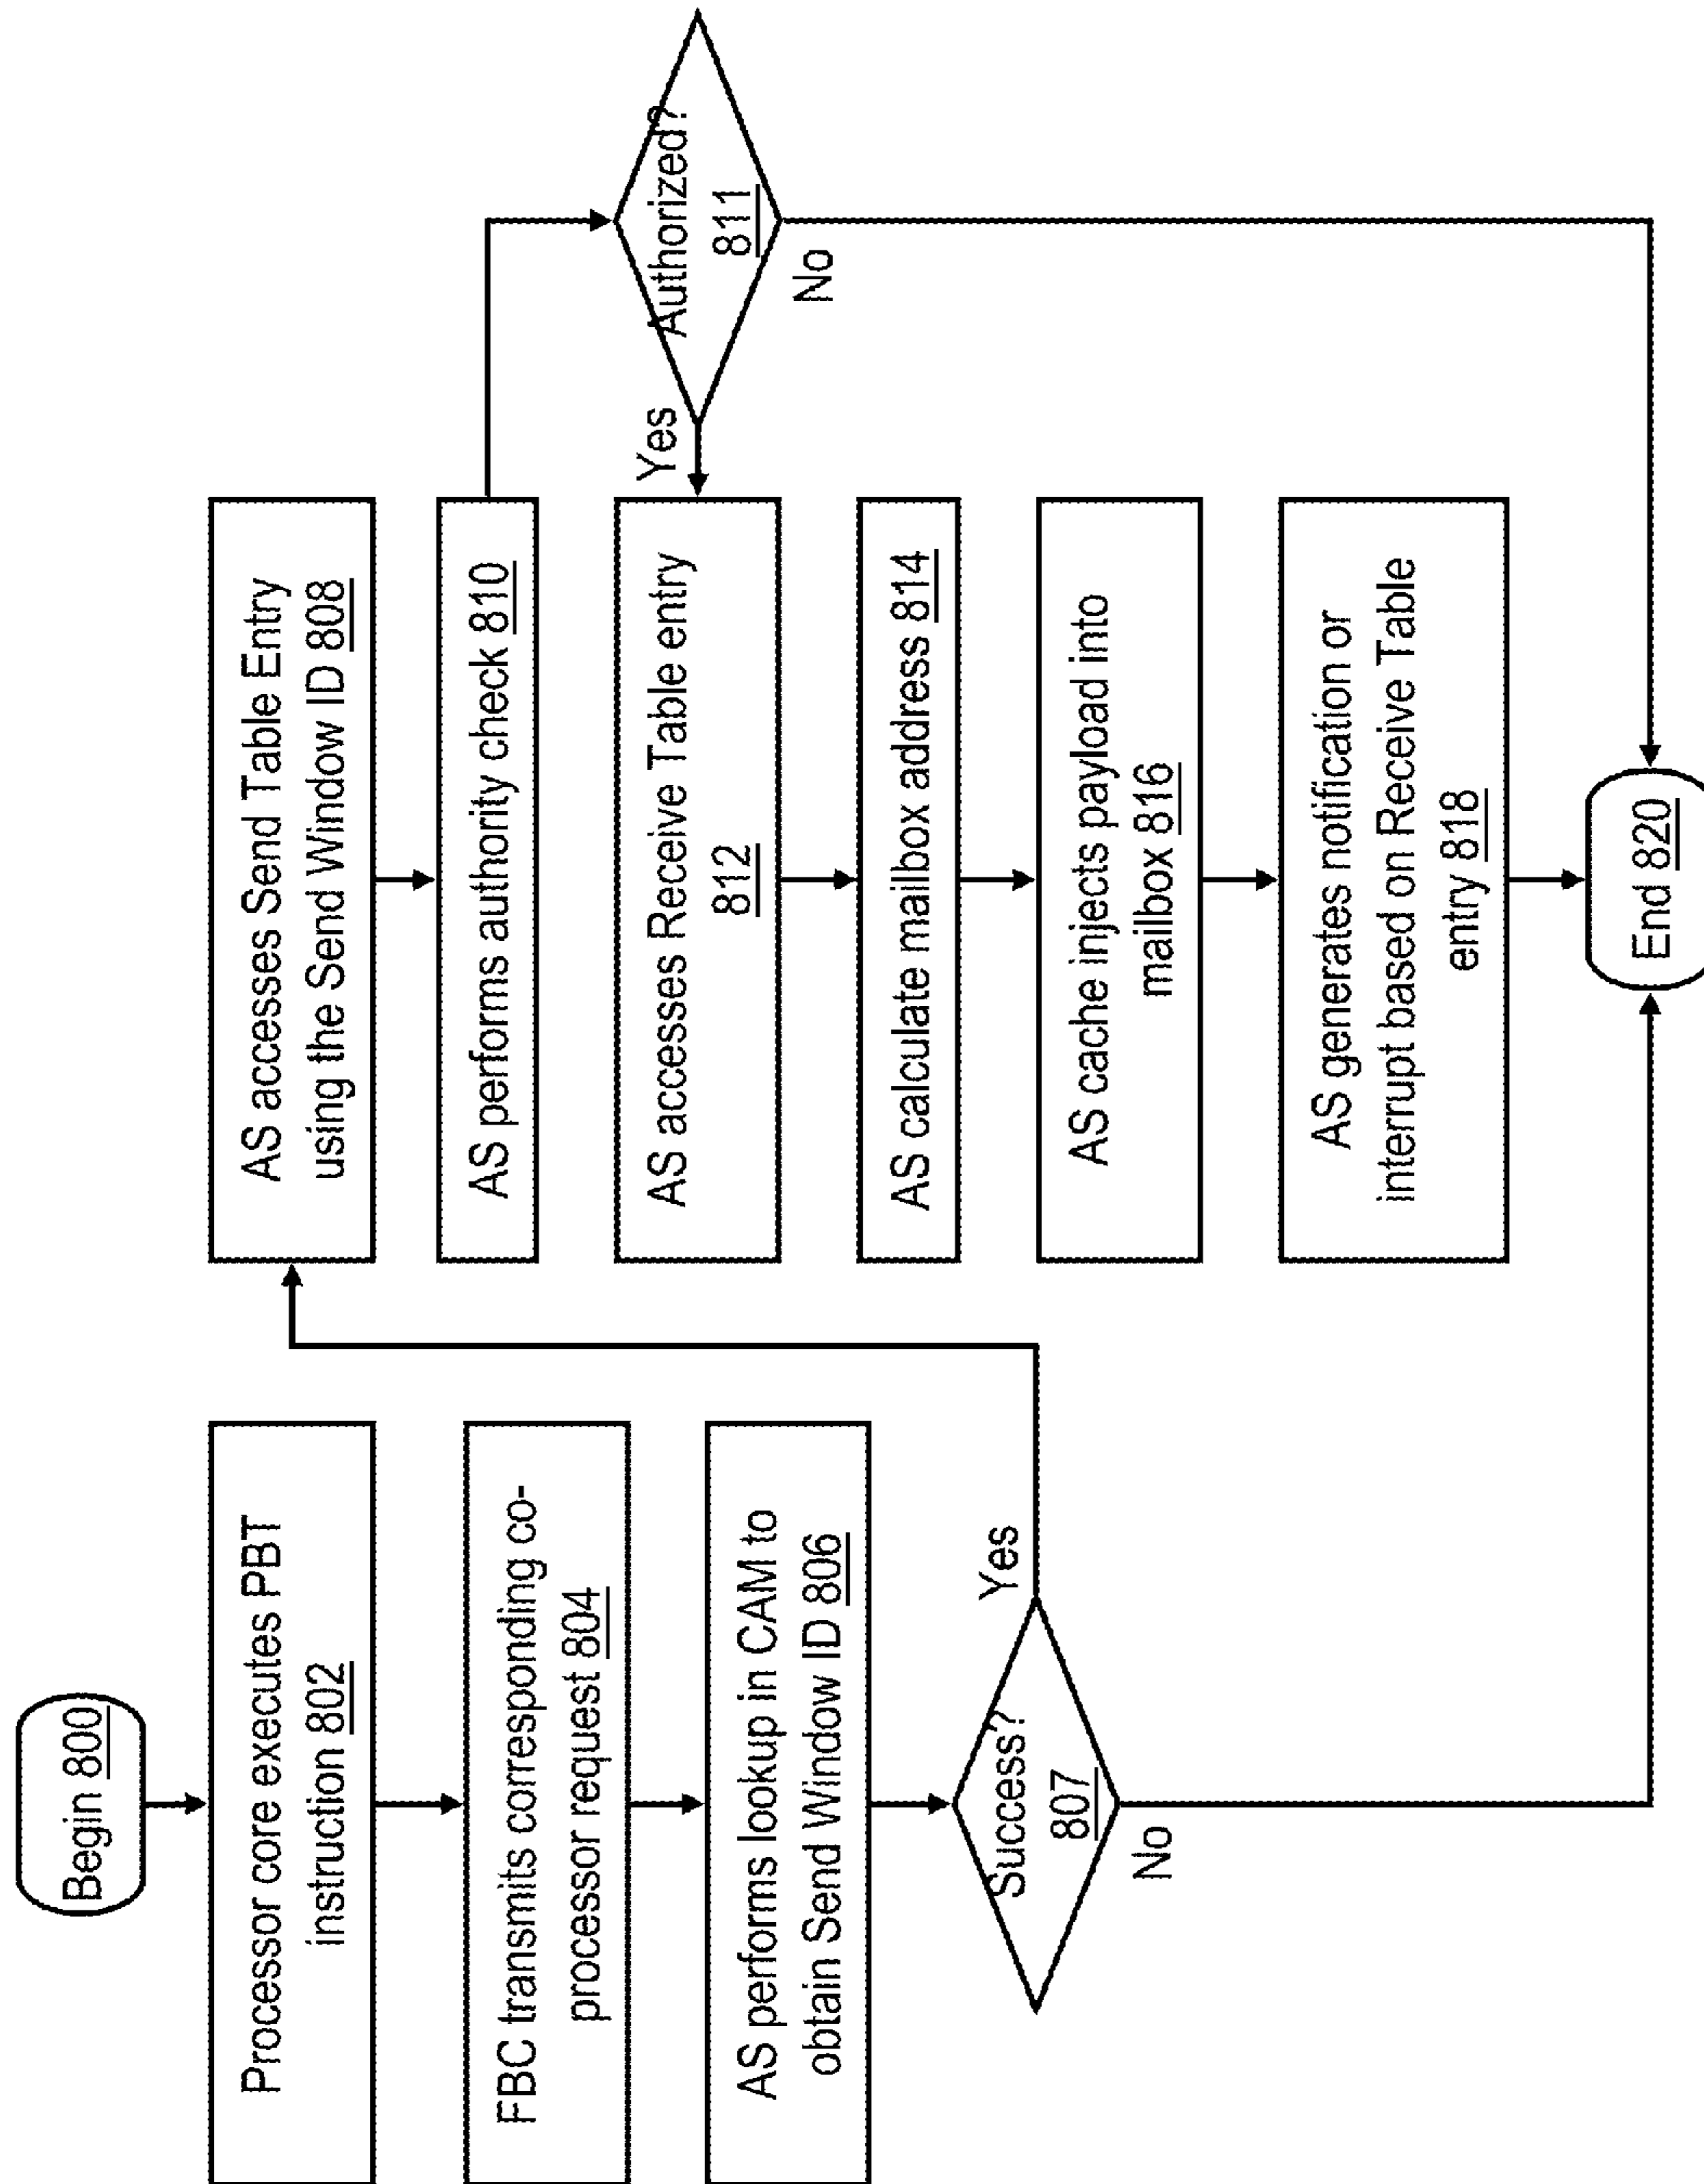 Begin 800
Processor core executes PBT
instruction 802
FBC transmits corresponding co-
processor request 804
AS performs lookup in CAM to
obtain Send Window ID 806
Success?
807
Yes
No
AS accesses Send Table Entry
using the Send Window ID 808
AS performs authority check 810
Authorized?
811
Yes
No
AS accesses Receive Table entry
812
AS calculate mailbox address 814
AS cache injects payload into
mailbox 816
AS generates notification or
interrupt based on Receive Table
entry 818
End 820